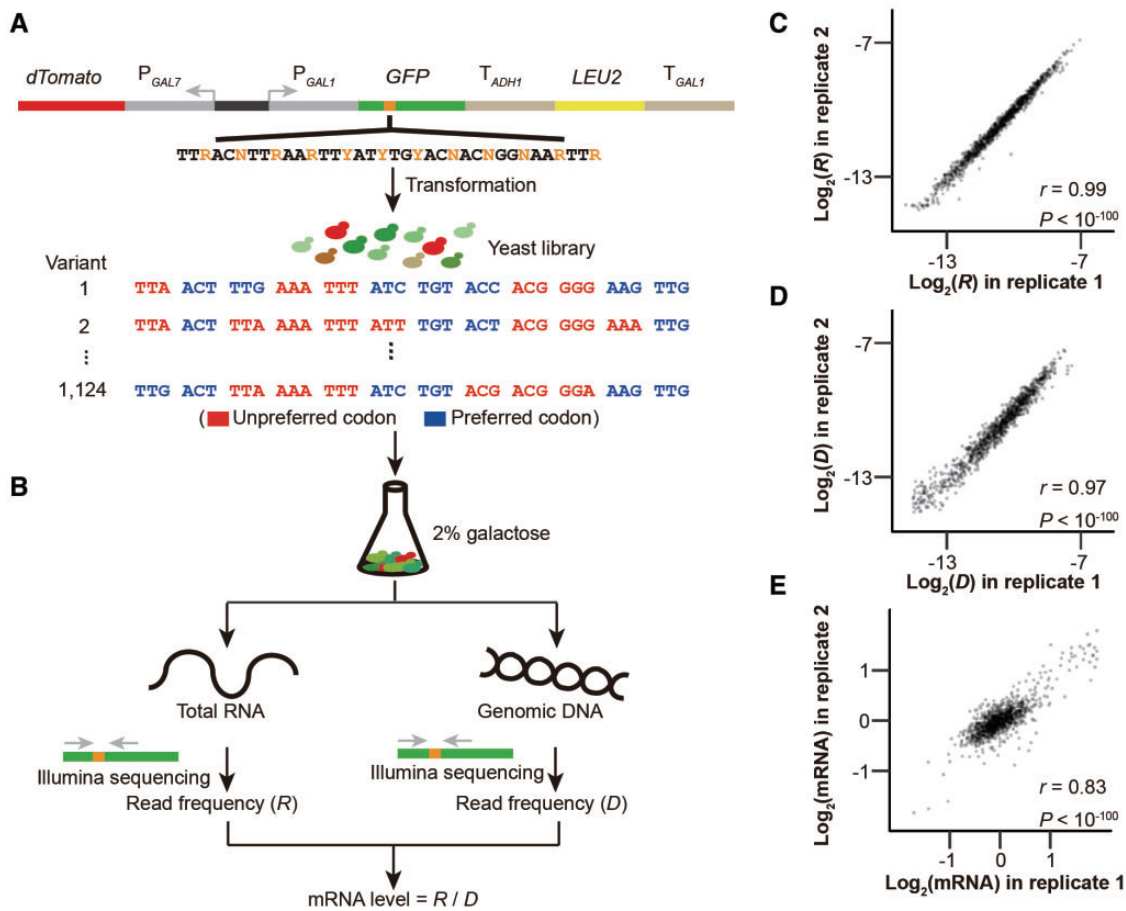 A
dTomato P_GAL7 P_GAL1 GFP T_ADH1 LEU2 T_GAL1
TTRACNTTRAARTTYATYTGYACNACNGGNAARTTR
Transformation
Yeast library
Variant
1 TTA ACT TTG AAA TTT ATC TGT ACC ACG GGG AAG TTG
2 TTA ACT TTA AAA TTT ATT TGT ACT ACG GGG AAA TTG
⋮ ⋮
1,124 TTG ACT TTA AAA TTT ATC TGT ACG ACG GGA AAG TTG
( Unpreferred codon Preferred codon)
B
2% galactose
Total RNA Genomic DNA
Illumina sequencing Illumina sequencing
Read frequency (R) Read frequency (D)
mRNA level = R / D
C
Log₂(R) in replicate 2
-7
-13
r = 0.99
P < 10⁻¹⁰⁰
-13 -7
Log₂(R) in replicate 1
D
Log₂(D) in replicate 2
-7
-13
r = 0.97
P < 10⁻¹⁰⁰
-13 -7
Log₂(D) in replicate 1
E
Log₂(mRNA) in replicate 2
1
0
-1
r = 0.83
P < 10⁻¹⁰⁰
-1 0 1
Log₂(mRNA) in replicate 1